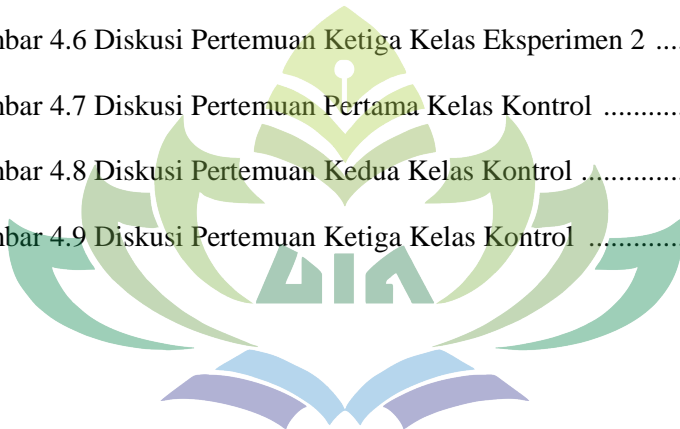 mbar 4.6 Diskusi Pertemuan Ketiga Kelas Eksperimen 2 ....
mbar 4.7 Diskusi Pertemuan Pertama Kelas Kontrol ...........
mbar 4.8 Diskusi Pertemuan Kedua Kelas Kontrol ..............
mbar 4.9 Diskusi Pertemuan Ketiga Kelas Kontrol .............
UIN